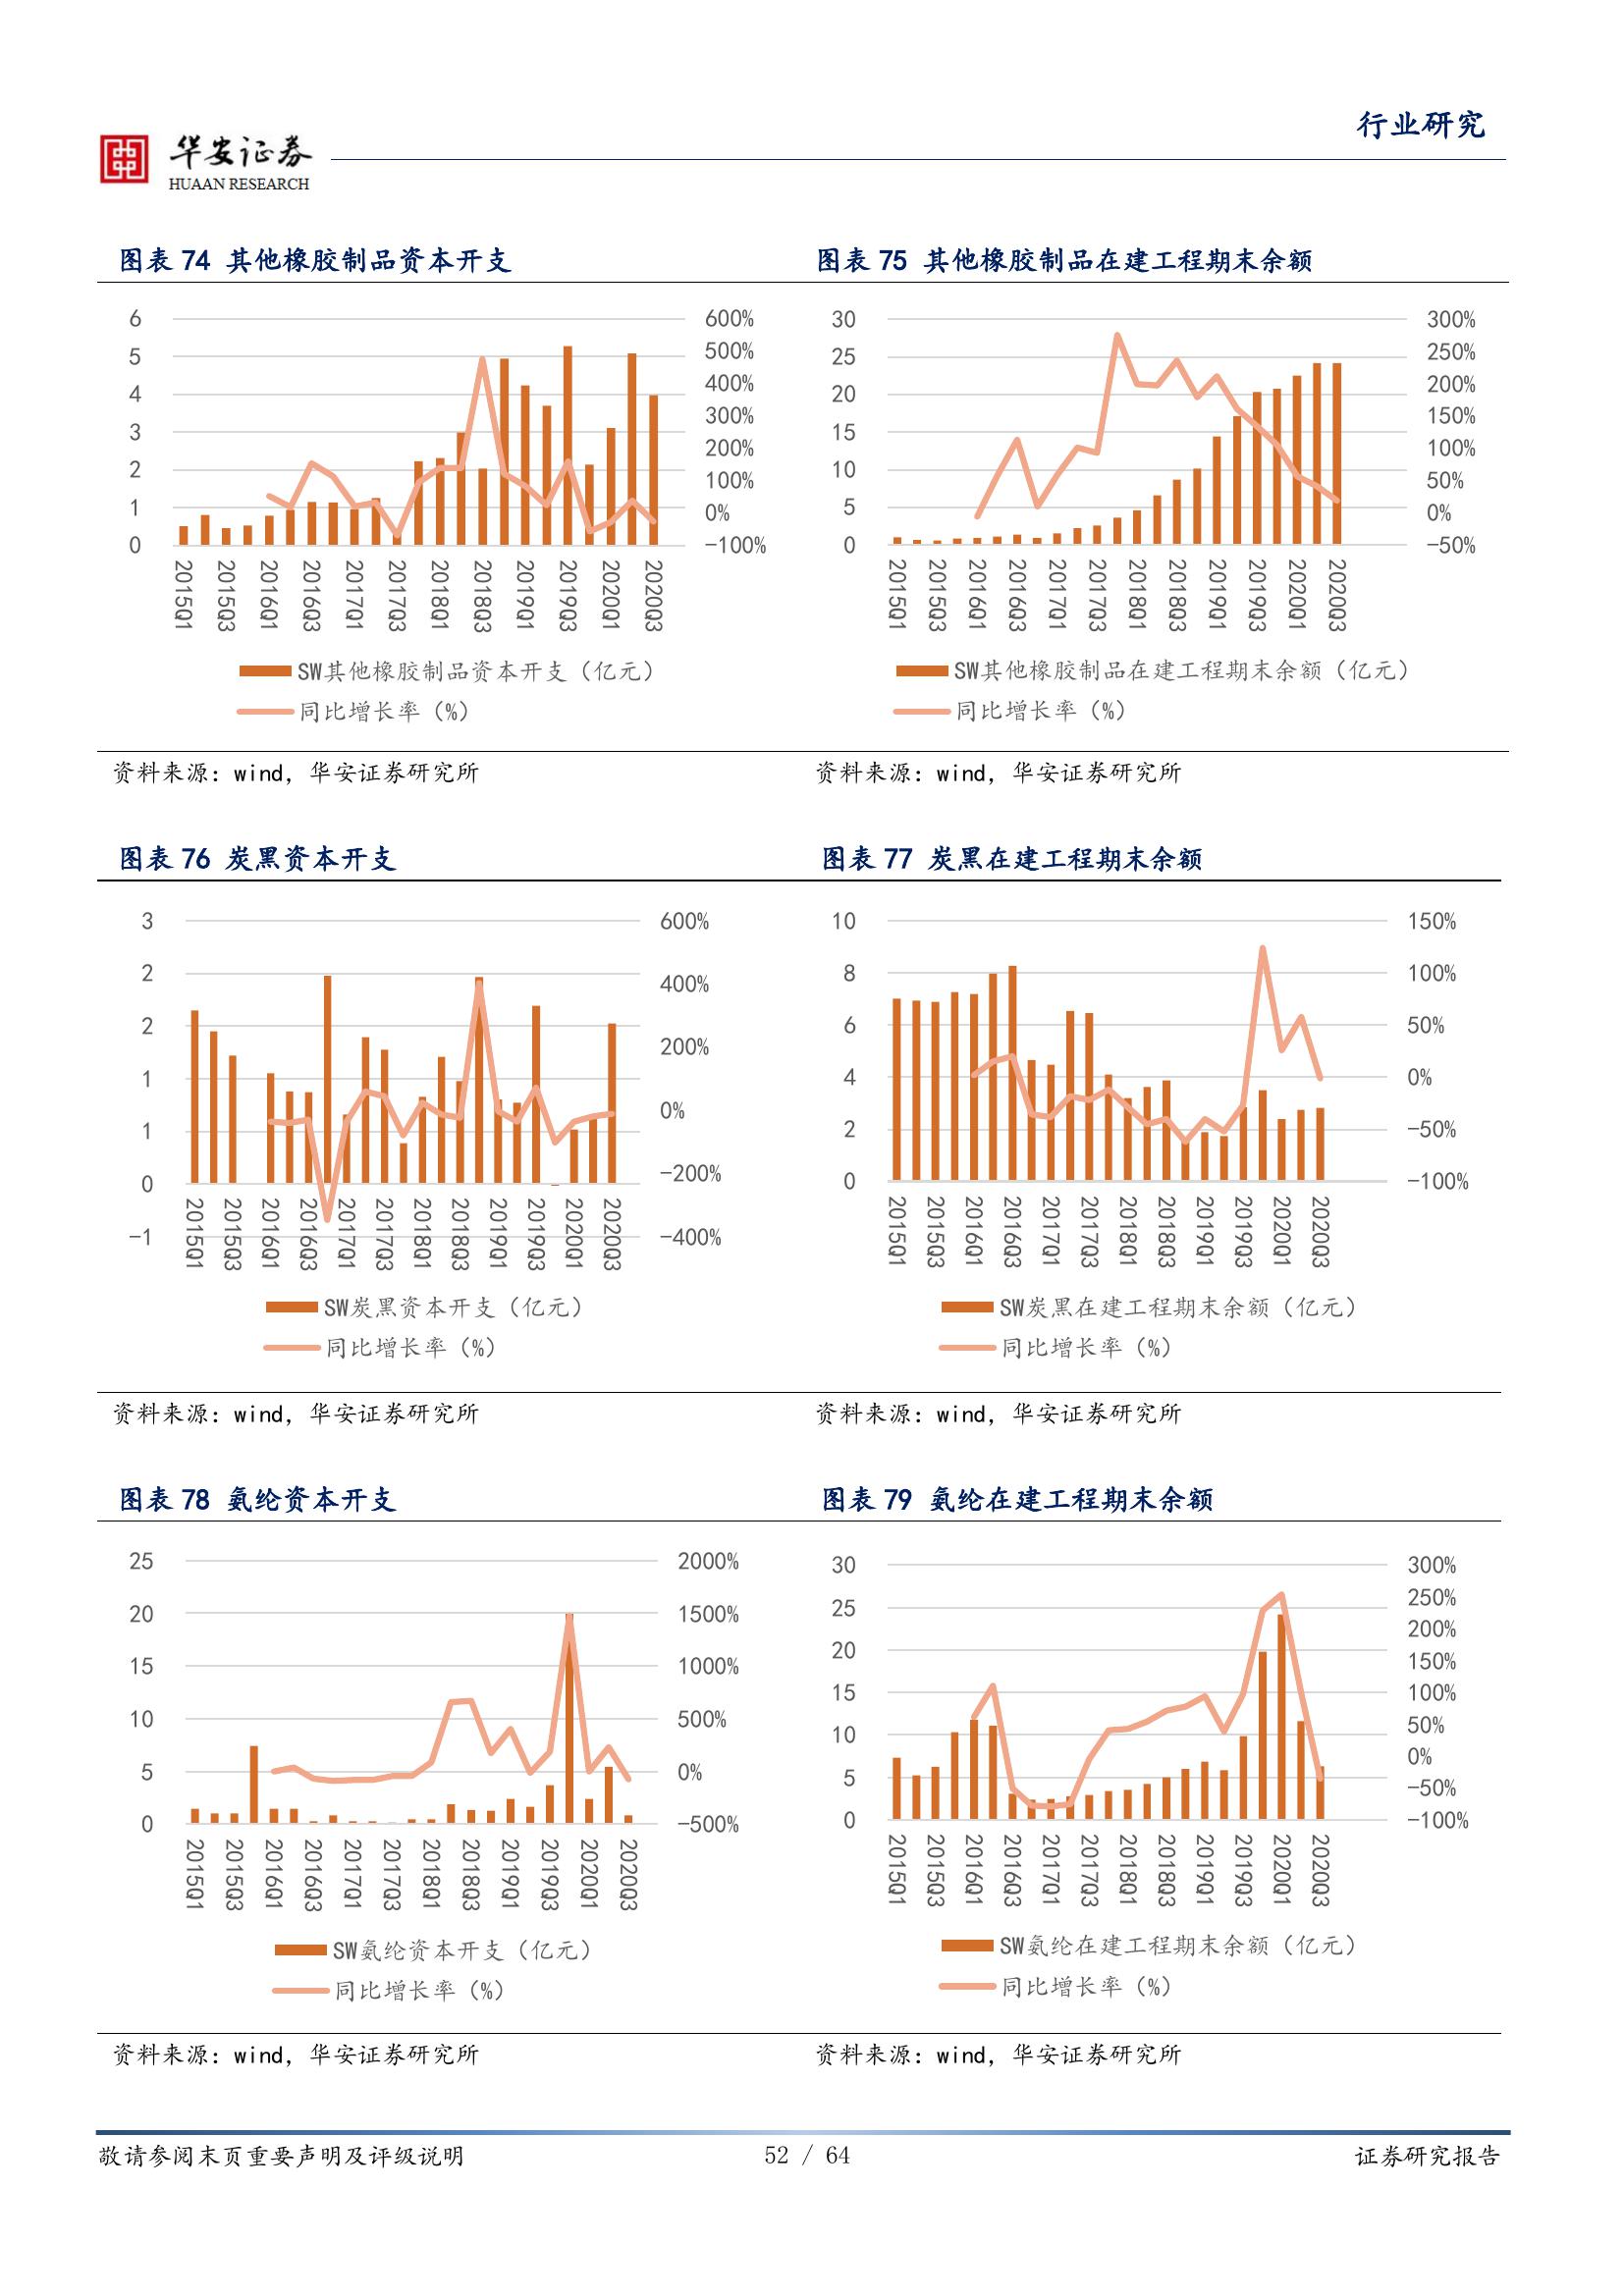 行业研究
华安证券
HUAAN RESEARCH
图表 74 其他橡胶制品资本开支
6
5
4
3
2
1
0
600%
500%
400%
300%
200%
100%
0%
-100%
2015Q1
2015Q3
2016Q1
2016Q3
2017Q1
2017Q3
2018Q1
2018Q3
2019Q1
2019Q3
2020Q1
2020Q3
SW其他橡胶制品资本开支（亿元）
同比增长率（%）
资料来源：wind，华安证券研究所
图表 75 其他橡胶制品在建工程期末余额
30
25
20
15
10
5
0
300%
250%
200%
150%
100%
50%
0%
-50%
2015Q1
2015Q3
2016Q1
2016Q3
2017Q1
2017Q3
2018Q1
2018Q3
2019Q1
2019Q3
2020Q1
2020Q3
SW其他橡胶制品在建工程期末余额（亿元）
同比增长率（%）
资料来源：wind，华安证券研究所
图表 76 炭黑资本开支
3
2
2
1
1
0
-1
600%
400%
200%
0%
-200%
-400%
2015Q1
2015Q3
2016Q1
2016Q3
2017Q1
2017Q3
2018Q1
2018Q3
2019Q1
2019Q3
2020Q1
2020Q3
SW炭黑资本开支（亿元）
同比增长率（%）
资料来源：wind，华安证券研究所
图表 77 炭黑在建工程期末余额
10
8
6
4
2
0
150%
100%
50%
0%
-50%
-100%
2015Q1
2015Q3
2016Q1
2016Q3
2017Q1
2017Q3
2018Q1
2018Q3
2019Q1
2019Q3
2020Q1
2020Q3
SW炭黑在建工程期末余额（亿元）
同比增长率（%）
资料来源：wind，华安证券研究所
图表 78 氨纶资本开支
25
20
15
10
5
0
2000%
1500%
1000%
500%
0%
-500%
2015Q1
2015Q3
2016Q1
2016Q3
2017Q1
2017Q3
2018Q1
2018Q3
2019Q1
2019Q3
2020Q1
2020Q3
SW氨纶资本开支（亿元）
同比增长率（%）
资料来源：wind，华安证券研究所
图表 79 氨纶在建工程期末余额
30
25
20
15
10
5
0
300%
250%
200%
150%
100%
50%
0%
-50%
-100%
2015Q1
2015Q3
2016Q1
2016Q3
2017Q1
2017Q3
2018Q1
2018Q3
2019Q1
2019Q3
2020Q1
2020Q3
SW氨纶在建工程期末余额（亿元）
同比增长率（%）
资料来源：wind，华安证券研究所
敬请参阅末页重要声明及评级说明
52 / 64
证券研究报告